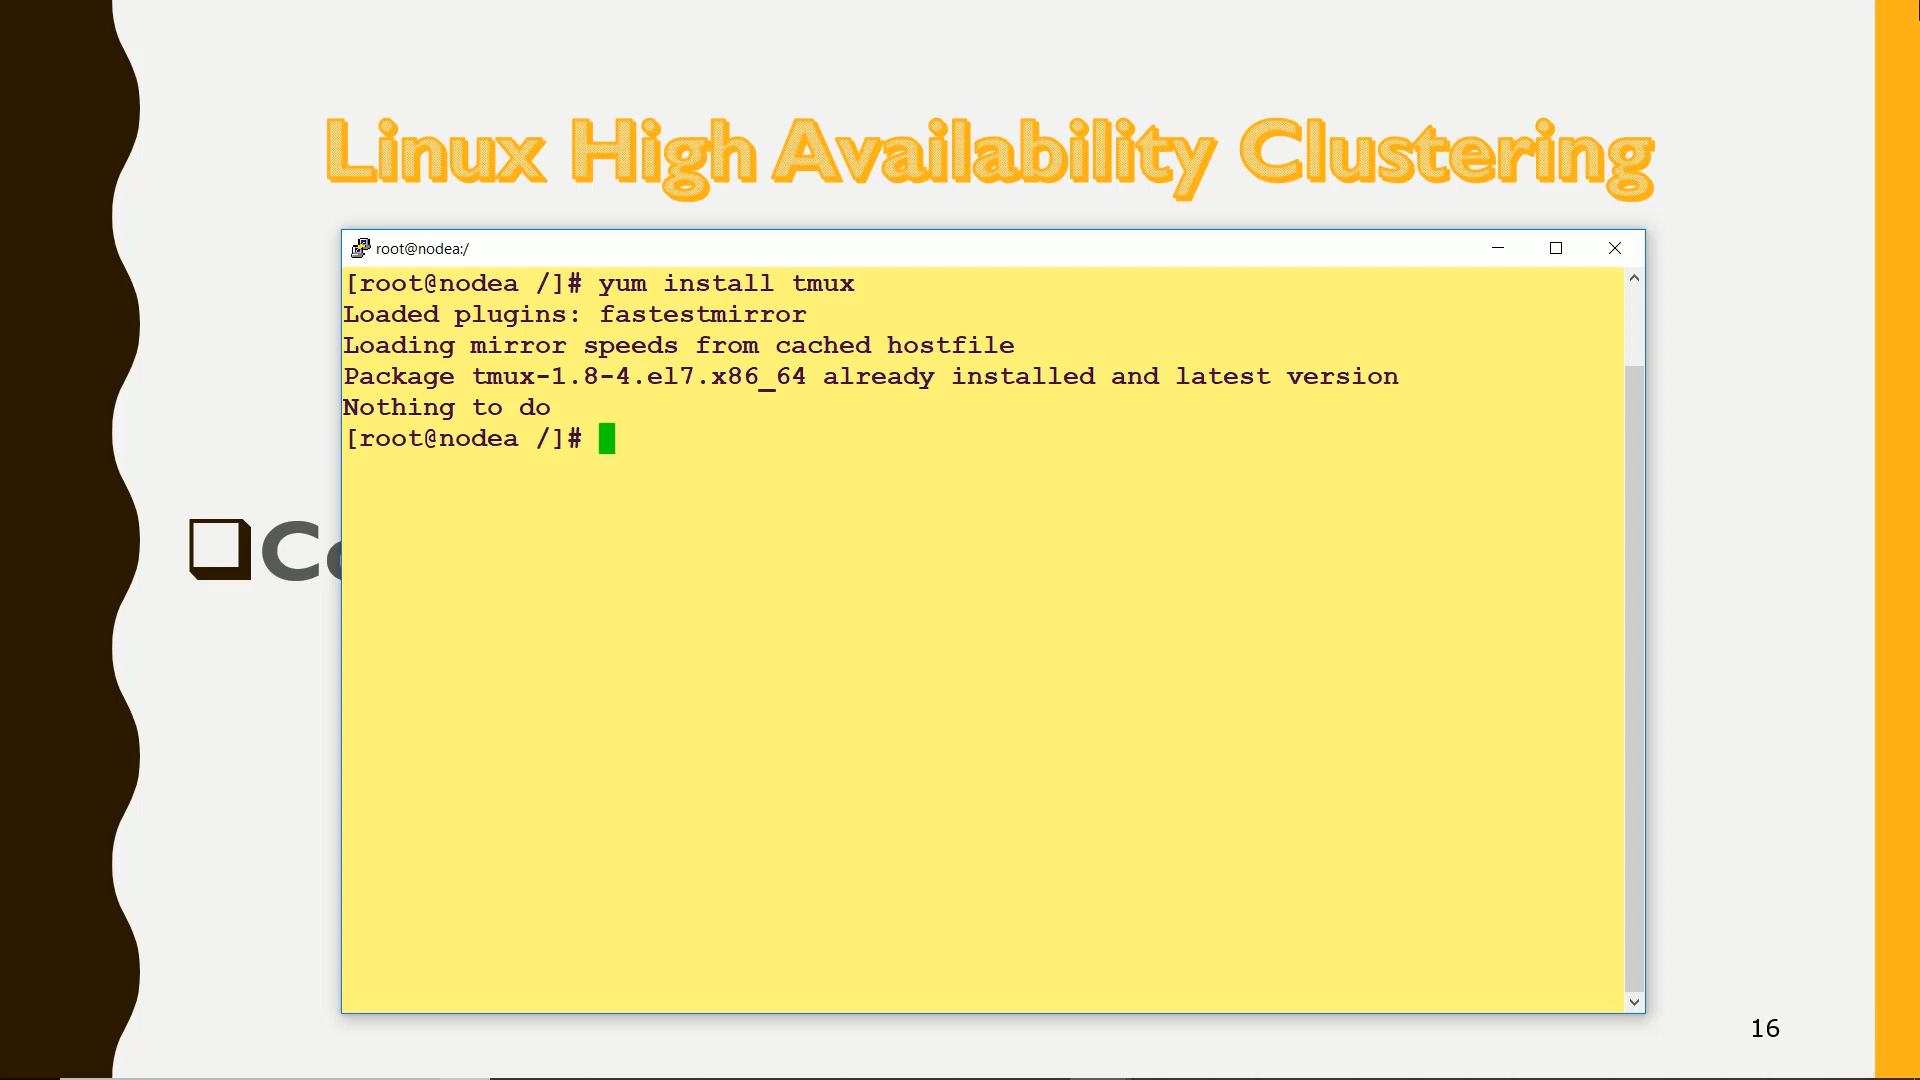 Linux High Availability Clustering
root@nodea:/
[root@nodea /]# yum install tmux
Loaded plugins: fastestmirror
Loading mirror speeds from cached hostfile
Package tmux-1.8-4.el7.x86_64 already installed and latest version
Nothing to do
[root@nodea /]#
16